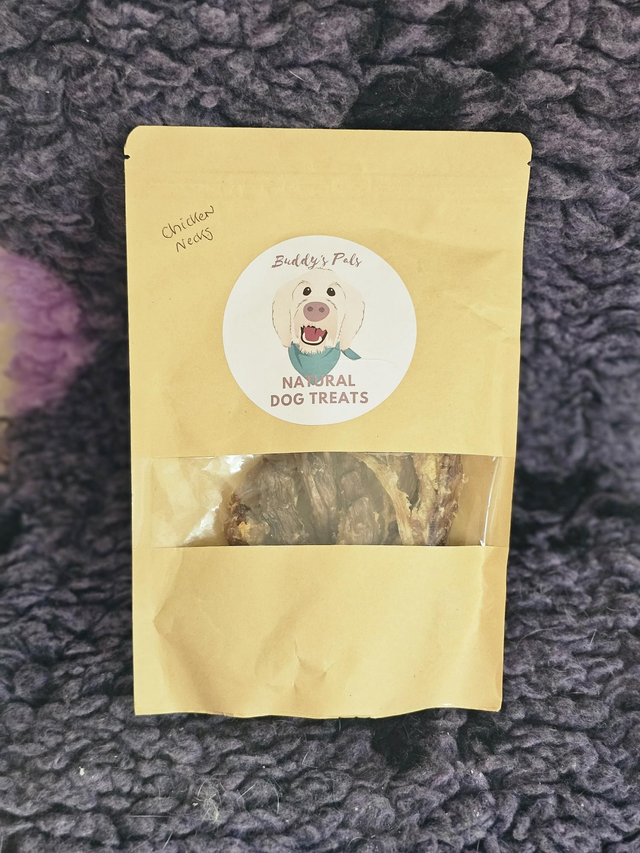 Chicken
Necks
Buddy's Pals
NATURAL
DOG TREATS